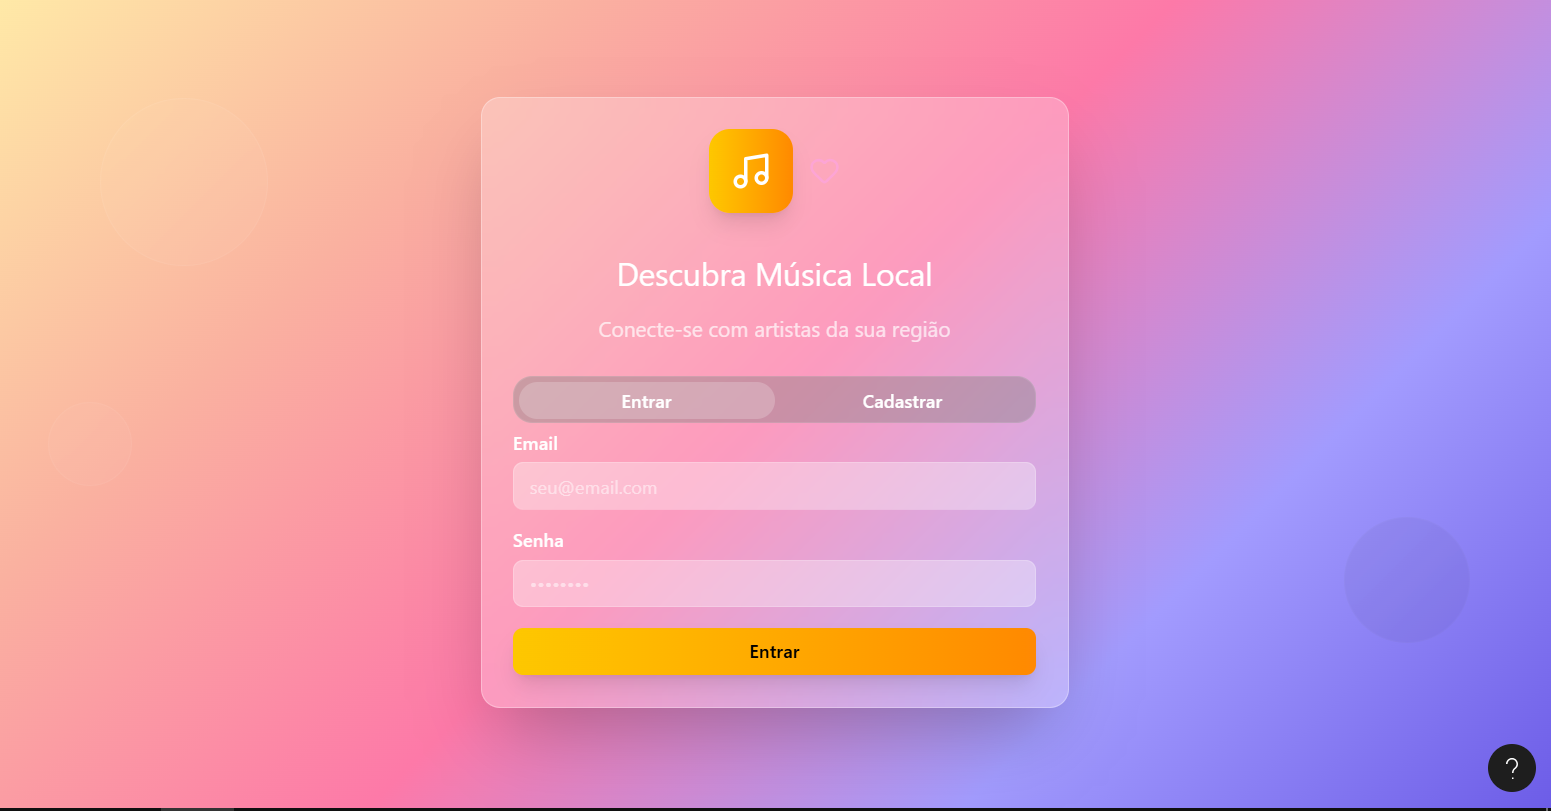 Descubra Música Local
Conecte-se com artistas da sua região
Entrar
Cadastrar
Email
seu@email.com
Senha
••••••••
Entrar
?